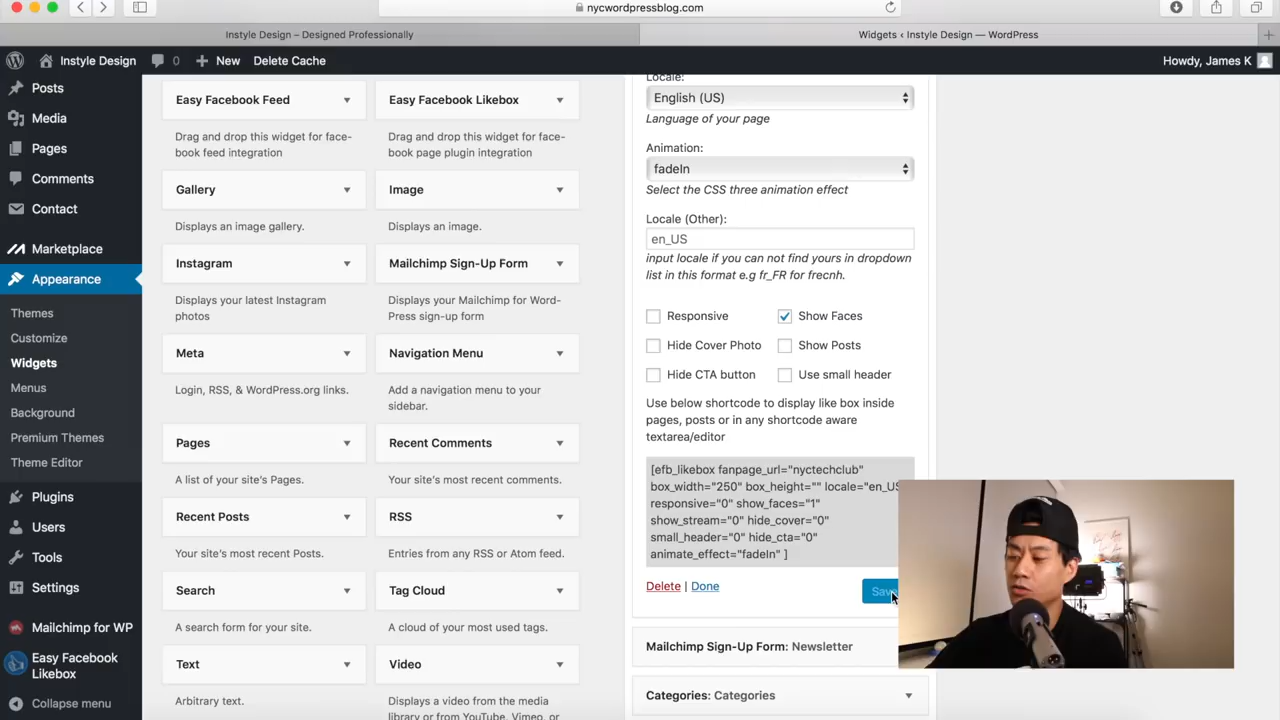 nycwordpressblog.com
Instyle Design – Designed Professionally
Widgets ‹ Instyle Design — WordPress
Instyle Design
0
New
Delete Cache
Howdy, James K
Posts
Media
Pages
Comments
Contact
Marketplace
Appearance
Themes
Customize
Widgets
Menus
Background
Premium Themes
Theme Editor
Plugins
Users
Tools
Settings
Mailchimp for WP
Easy Facebook
Likebox
Collapse menu
Easy Facebook Feed
Drag and drop this widget for face-
book feed integration
Easy Facebook Likebox
Drag and drop this widget for face-
book page plugin integration
Gallery
Displays an image gallery.
Image
Displays an image.
Instagram
Displays your latest Instagram
photos
Mailchimp Sign-Up Form
Displays your Mailchimp for Word-
Press sign-up form
Meta
Login, RSS, & WordPress.org links.
Navigation Menu
Add a navigation menu to your
sidebar.
Pages
A list of your site's Pages.
Recent Comments
Your site's most recent comments.
Recent Posts
Your site's most recent Posts.
RSS
Entries from any RSS or Atom feed.
Search
A search form for your site.
Tag Cloud
A cloud of your most used tags.
Text
Arbitrary text.
Video
Displays a video from the media
library or from YouTube, Vimeo, or
Locale:
English (US)
Language of your page
Animation:
fadeIn
Select the CSS three animation effect
Locale (Other):
en_US
input locale if you can not find yours in dropdown
list in this format e.g fr_FR for frecnh.
Responsive
Show Faces
Hide Cover Photo
Show Posts
Hide CTA button
Use small header
Use below shortcode to display like box inside
pages, posts or in any shortcode aware
textarea/editor
[efb_likebox fanpage_url="nyctechclub"
box_width="250" box_height="" locale="en_US
responsive="0" show_faces="1"
show_stream="0" hide_cover="0"
small_header="0" hide_cta="0"
animate_effect="fadeIn" ]
Delete | Done
Sav
Mailchimp Sign-Up Form: Newsletter
Categories: Categories